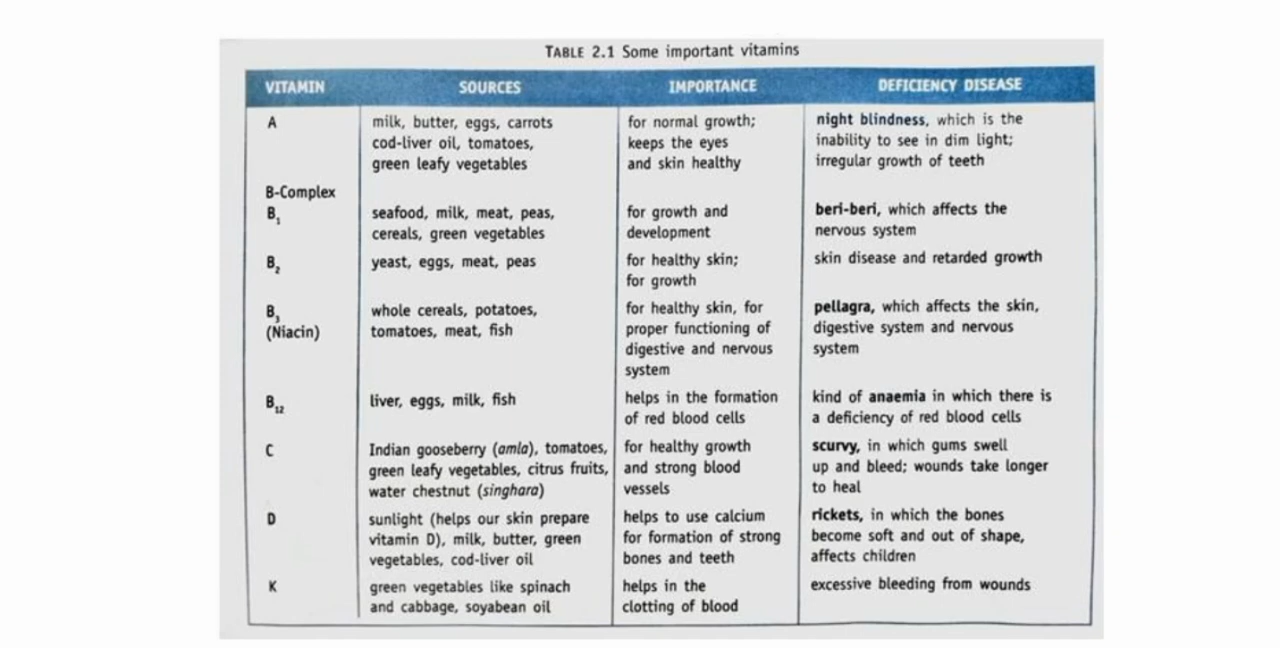 TABLE 2.1 Some important vitamins
VITAMIN SOURCES IMPORTANCE DEFICIENCY DISEASE
A milk, butter, eggs, carrots for normal growth; night blindness, which is the
cod-liver oil, tomatoes, keeps the eyes inability to see in dim light;
green leafy vegetables and skin healthy irregular growth of teeth
B-Complex
B₁ seafood, milk, meat, peas, for growth and beri-beri, which affects the
cereals, green vegetables development nervous system
B₂ yeast, eggs, meat, peas for healthy skin; skin disease and retarded growth
for growth
B₃ whole cereals, potatoes, for healthy skin, for pellagra, which affects the skin,
(Niacin) tomatoes, meat, fish proper functioning of digestive system and nervous
digestive and nervous system
system
B₁₂ liver, eggs, milk, fish helps in the formation kind of anaemia in which there is
of red blood cells a deficiency of red blood cells
C Indian gooseberry (amla), tomatoes, for healthy growth scurvy, in which gums swell
green leafy vegetables, citrus fruits, and strong blood up and bleed; wounds take longer
water chestnut (singhara) vessels to heal
D sunlight (helps our skin prepare helps to use calcium rickets, in which the bones
vitamin D), milk, butter, green for formation of strong become soft and out of shape,
vegetables, cod-liver oil bones and teeth affects children
K green vegetables like spinach helps in the excessive bleeding from wounds
and cabbage, soyabean oil clotting of blood